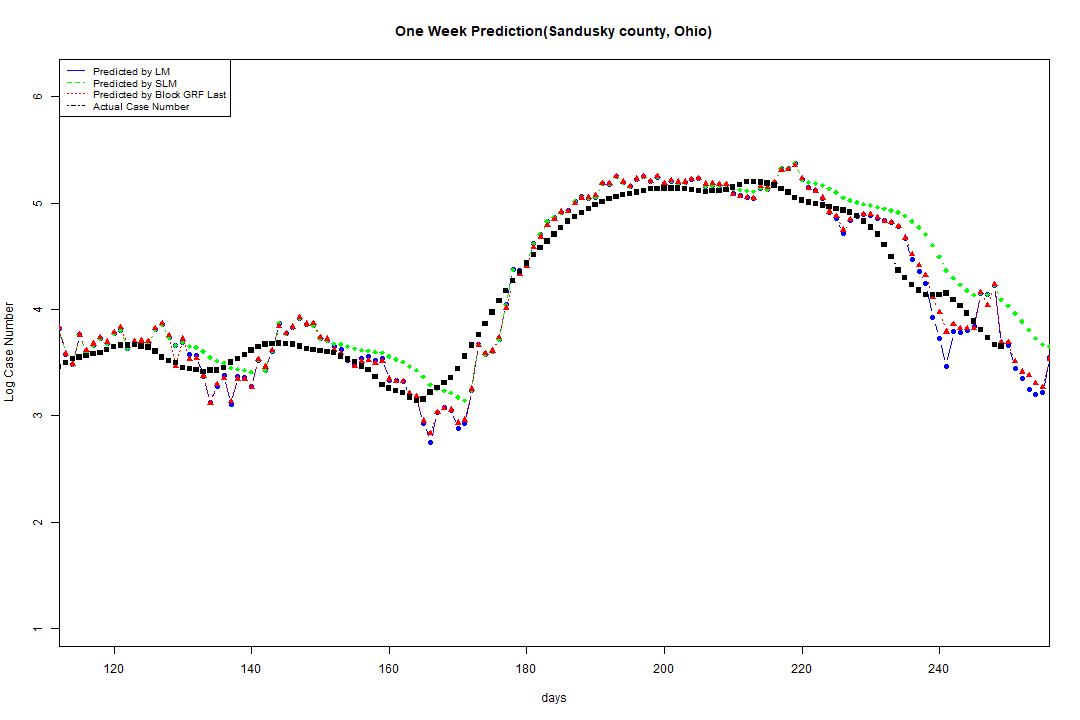 One Week Prediction(Sandusky county, Ohio)
Predicted by LM
Predicted by SLM
Predicted by Block GRF Last
Actual Case Number
6
5
4
3
2
1
Log Case Number
120 140 160 180 200 220 240
days